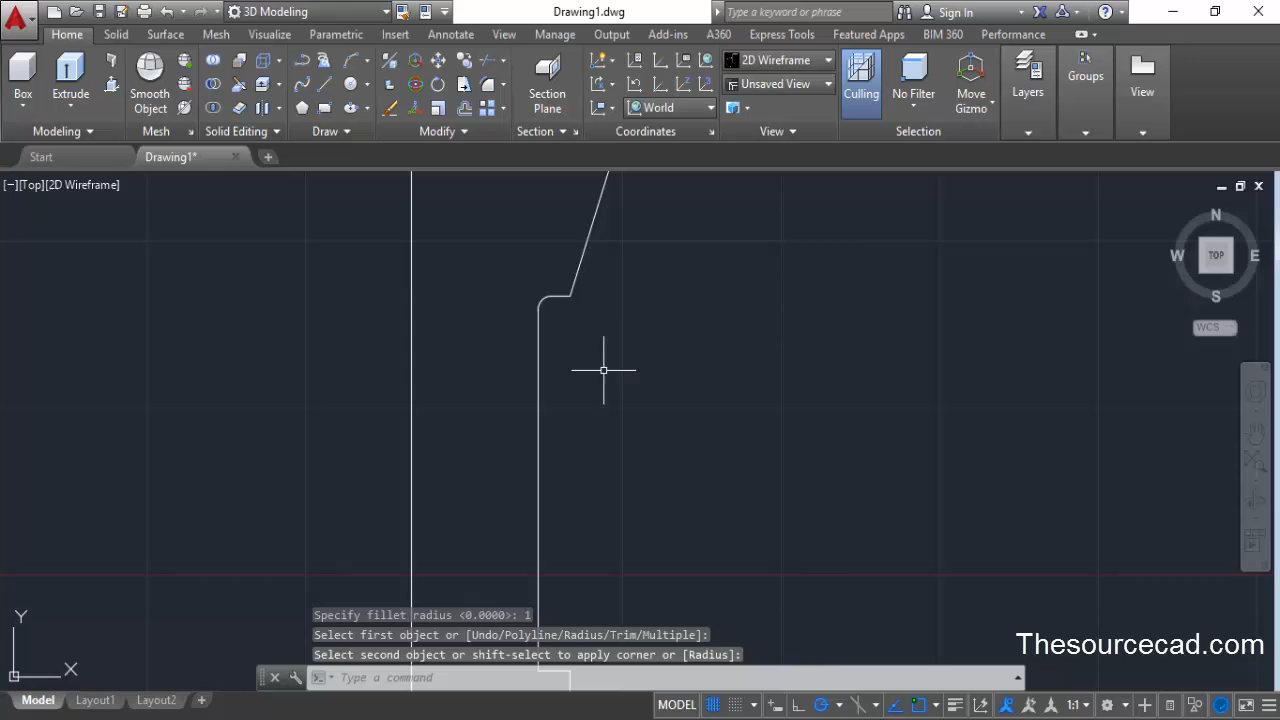 3D Modeling Drawing1.dwg Type a keyword or phrase Sign In
Home Solid Surface Mesh Visualize Parametric Insert Annotate View Manage Output Add-ins A360 Express Tools Featured Apps BIM 360 Performance
Box Extrude Smooth Object Section Plane 2D Wireframe Unsaved View World Culling No Filter Move Gizmo Layers Groups View
Modeling Mesh Solid Editing Draw Modify Section Coordinates View Selection
Start Drawing1* +
[−][Top][2D Wireframe]
N
W TOP E
S
WCS
Y
X
Specify fillet radius <0.0000>: 1
Select first object or [Undo/Polyline/Radius/Trim/Multiple]:
Select second object or shift-select to apply corner or [Radius]:
Type a command
Thesourcecad.com
Model Layout1 Layout2 + MODEL 1:1